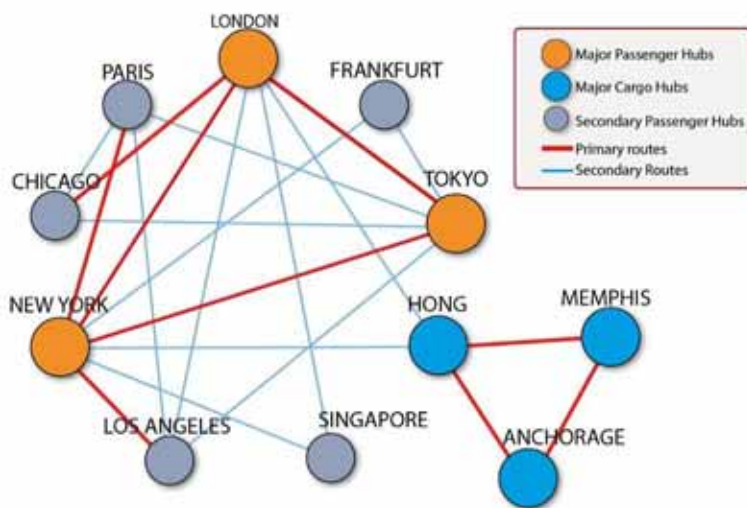 LONDON
PARIS
FRANKFURT
CHICAGO
TOKYO
NEW YORK
HONG
MEMPHIS
LOS ANGELES
SINGAPORE
ANCHORAGE
Major Passenger Hubs
Major Cargo Hubs
Secondary Passenger Hubs
Primary routes
Secondary Routes